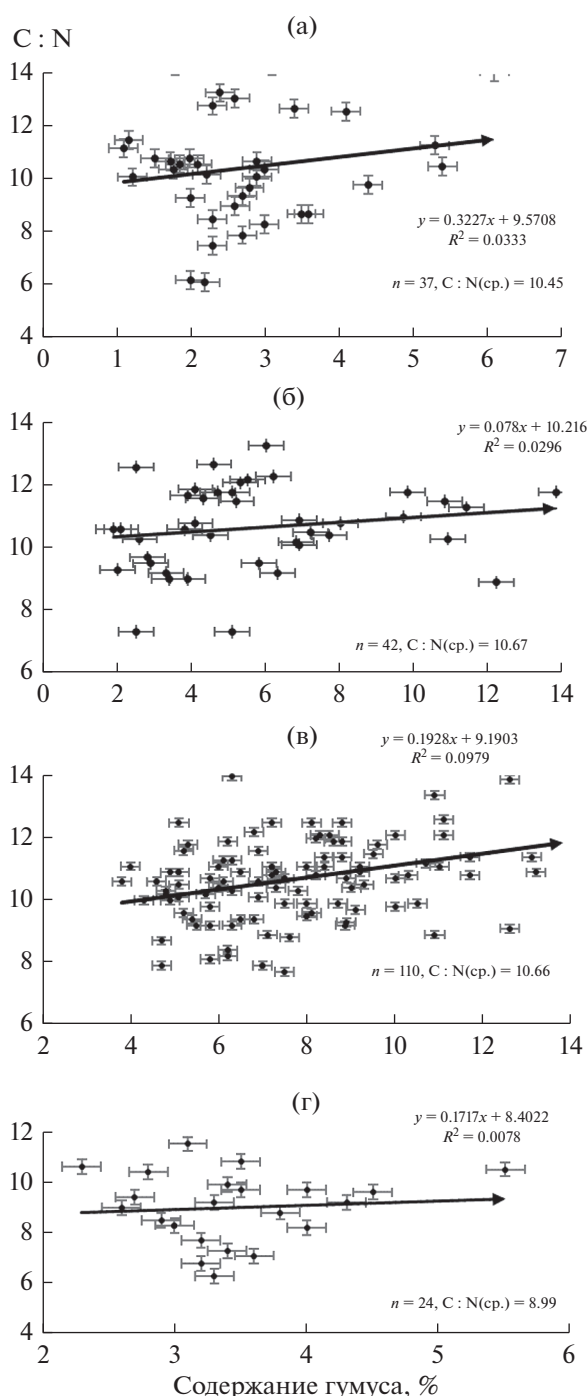 (а)
C : N
14
12
10
8
6
4
y = 0.3227x + 9.5708
R² = 0.0333
n = 37, C : N(ср.) = 10.45
0 1 2 3 4 5 6 7
(б)
14
12
10
8
6
y = 0.078x + 10.216
R² = 0.0296
n = 42, C : N(ср.) = 10.67
0 2 4 6 8 10 12 14
(в)
14
12
10
8
6
y = 0.1928x + 9.1903
R² = 0.0979
n = 110, C : N(ср.) = 10.66
2 4 6 8 10 12 14
(г)
12
10
8
6
4
y = 0.1717x + 8.4022
R² = 0.0078
n = 24, C : N(ср.) = 8.99
2 3 4 5 6
Содержание гумуса, %